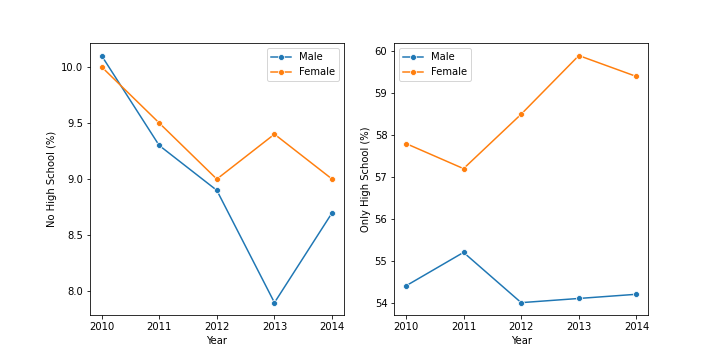 No High School (%)
10.0
9.5
9.0
8.5
8.0
2010 2011 2012 2013 2014
Year
Male
Female
Only High School (%)
60
59
58
57
56
55
54
2010 2011 2012 2013 2014
Year
Male
Female